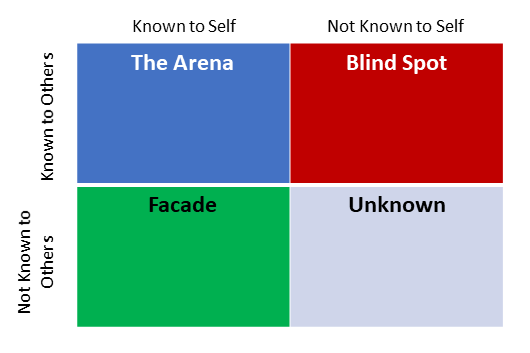 Known to Self
Not Known to Self
Known to Others
The Arena
Blind Spot
Not Known to
Others
Facade
Unknown